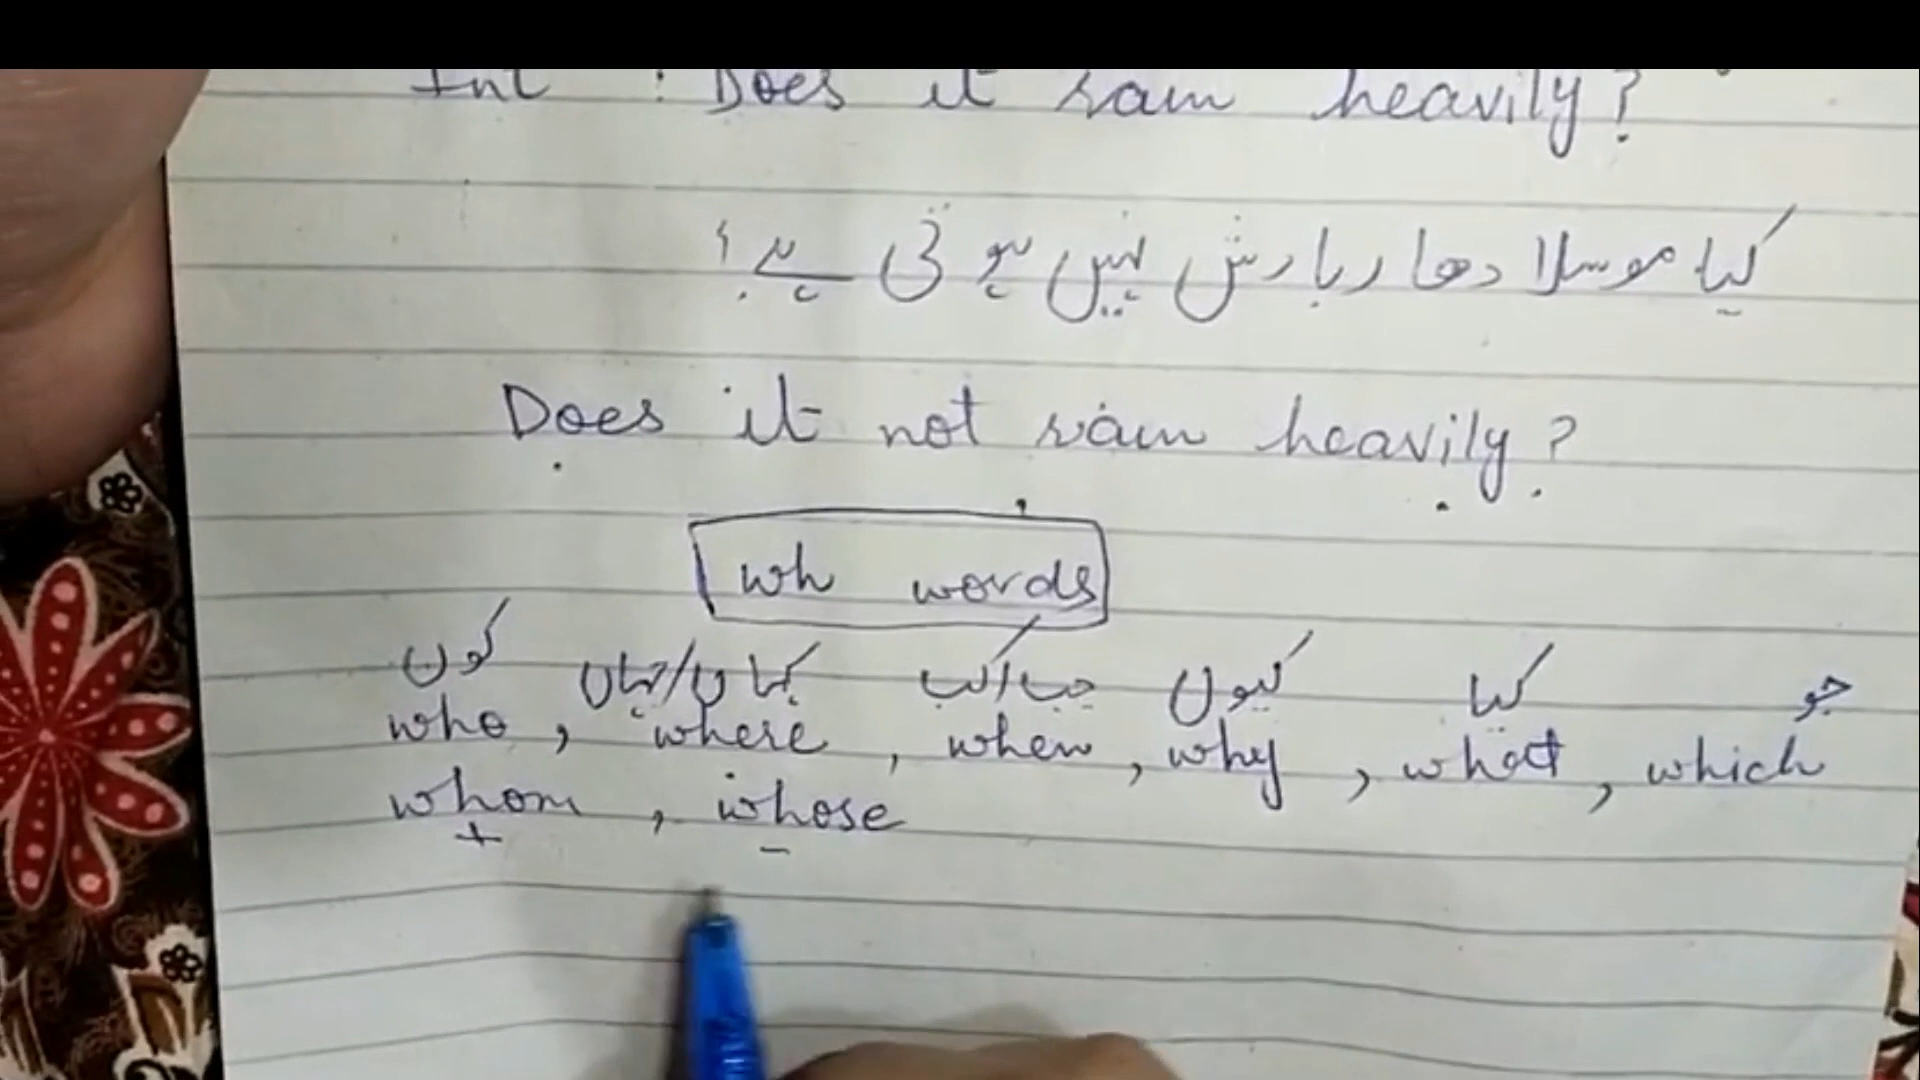 Int : Does it rain heavily?
کیا موسلا دھار بارش نہیں ہوتی ہے؟
Does it not rain heavily?
wh words
کون کہاں/جہاں جب/کب کیوں کیا جو
who, where, when, why, what, which
whom, whose